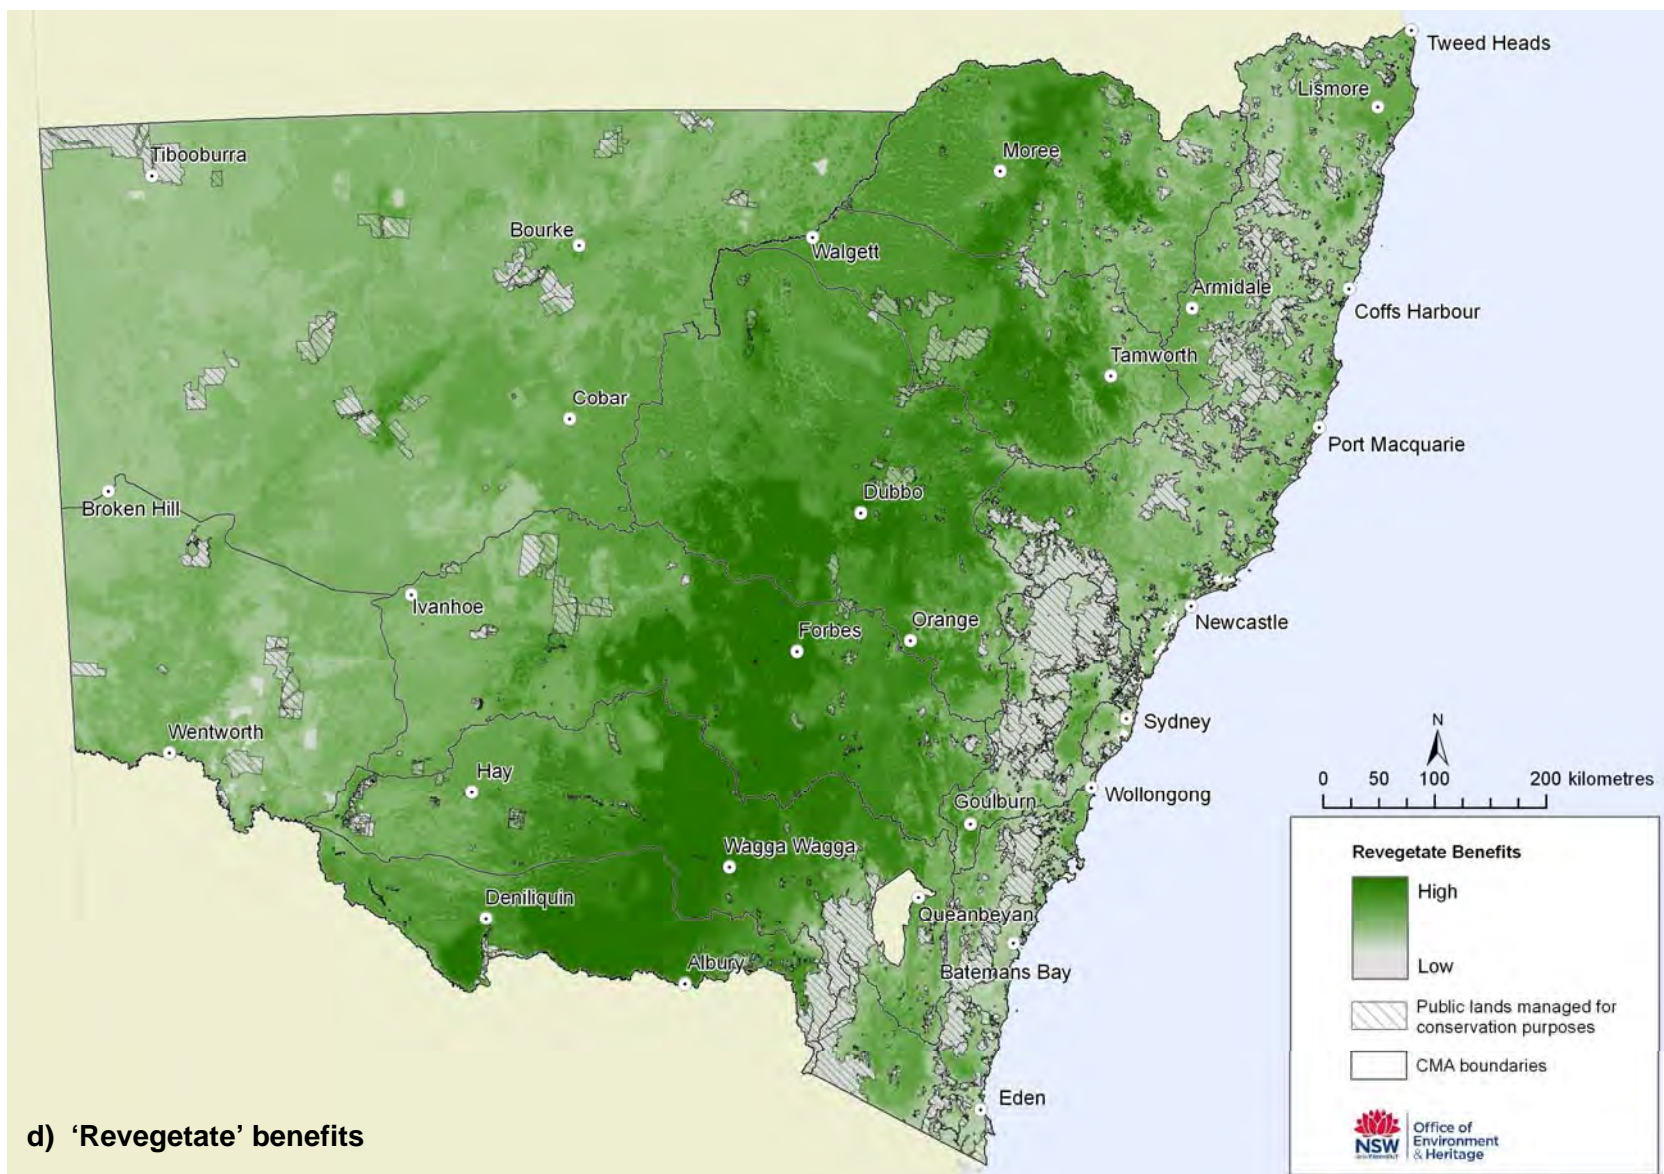 Tweed Heads
Lismore
Tibooburra
Moree
Bourke
Walgett
Armidale
Coffs Harbour
Tamworth
Cobar
Port Macquarie
Broken Hill
Dubbo
Ivanhoe
Forbes
Orange
Newcastle
Sydney
Wentworth
Hay
Goulburn
Wollongong
Wagga Wagga
Deniliquin
Queanbeyan
Albury
Batemans Bay
Eden
N
0 50 100 200 kilometres
Revegetate Benefits
High
Low
Public lands managed for
conservation purposes
CMA boundaries
NSW
GOVERNMENT
Office of
Environment
& Heritage
d) ‘Revegetate’ benefits